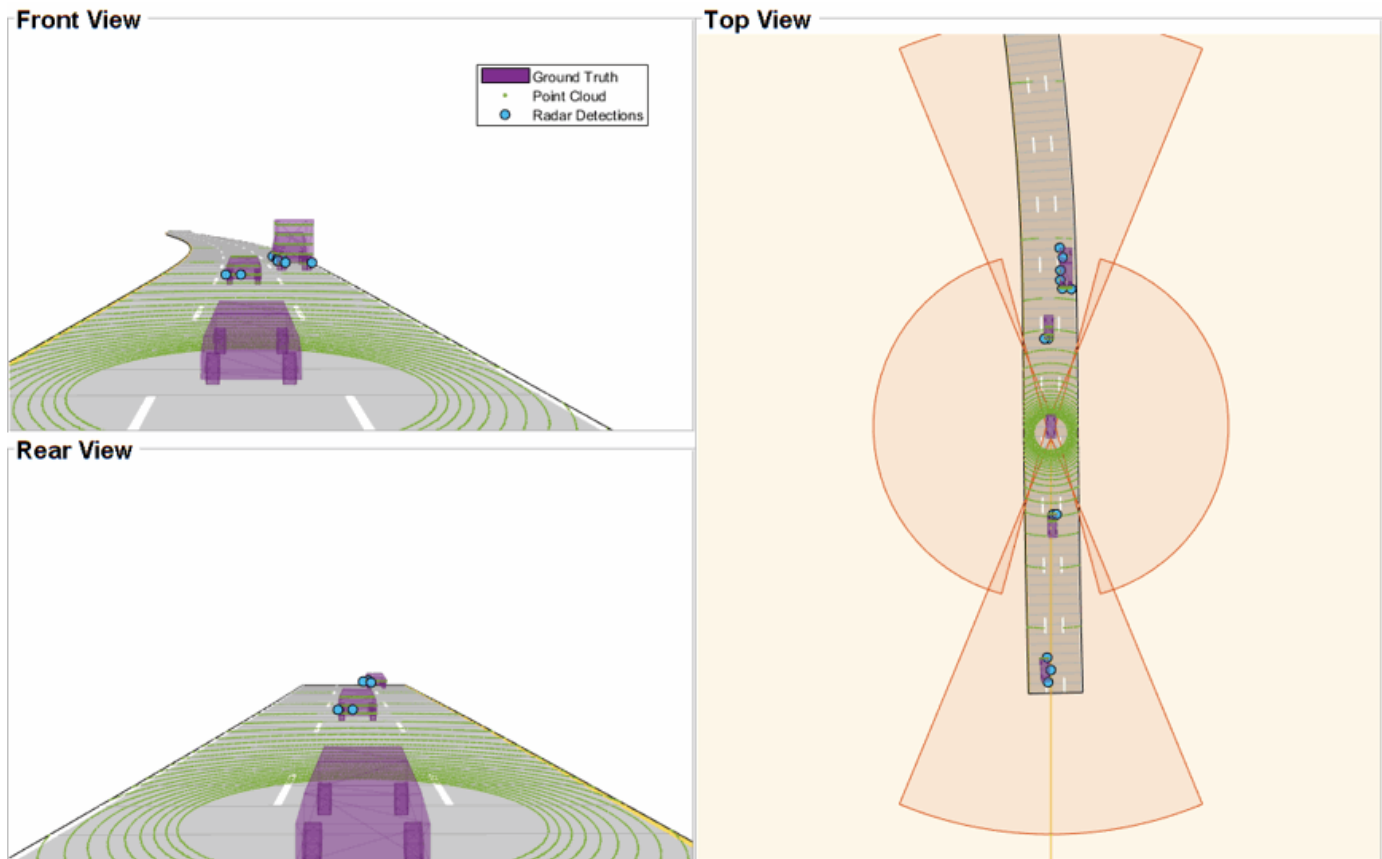 Front View
Ground Truth
Point Cloud
Radar Detections
Rear View
Top View